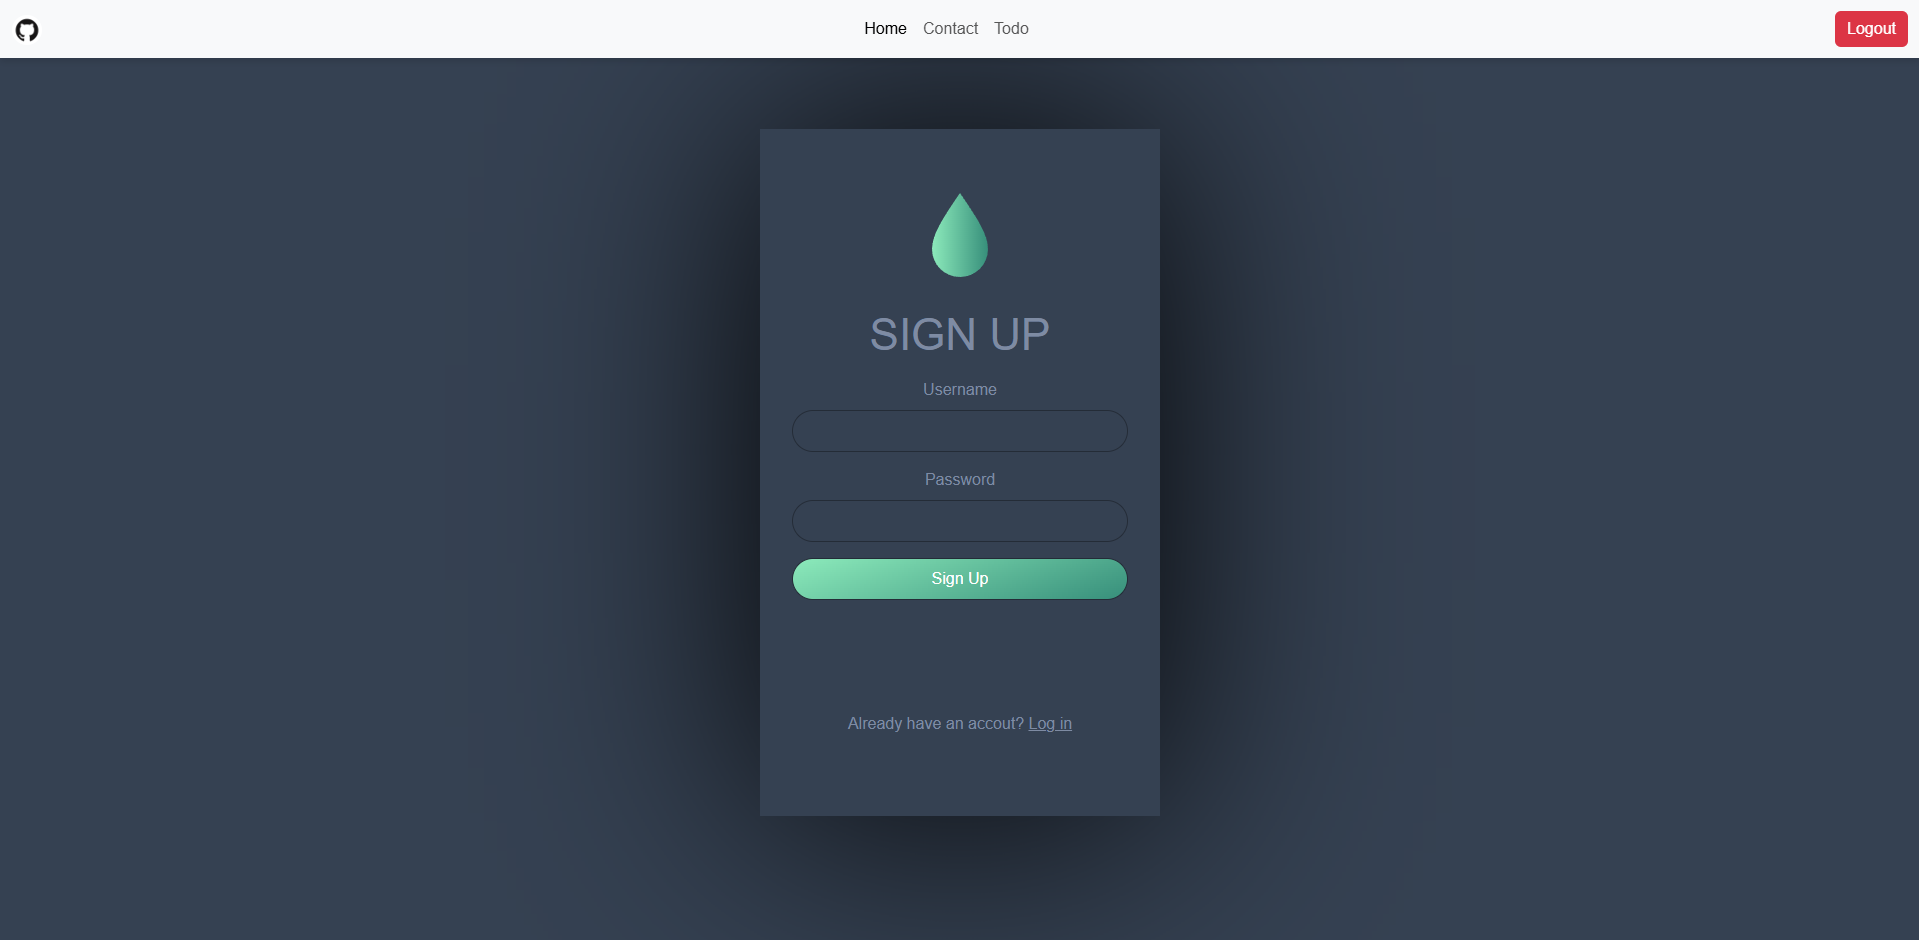 Home Contact Todo Logout
SIGN UP
Username
Password
Sign Up
Already have an accout? Log in